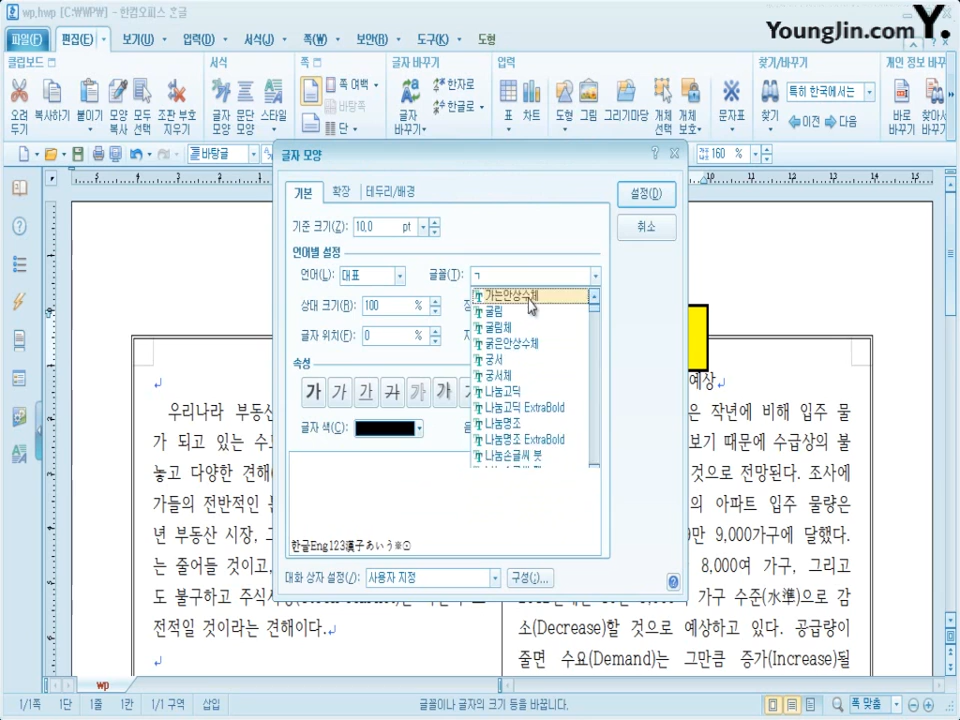 wp.hwp [C:₩WPW] - 한컴오피스 한글
YoungJin.com Y.
파일(F) 편집(E) 보기(U) 입력(D) 서식(J) 쪽(W) 보안(R) 도구(K) 도형
클립보드 서식 쪽 글자 바꾸기 입력 찾기/바꾸기 개인 정보 바꾸
오려 두기 복사하기 붙이기 모양 복사 모두 선택 조판 부호 지우기
글자 모양 문단 모양 스타일
쪽 여백
바탕쪽
단
글자 바꾸기 한자로
한글로
표 차트 도형 그림 그리기마당 개체 선택 개체 보호 문자표
찾기 특히 한국에서는
이전 다음
바로 바꾸기 찾아서 바꾸기
바탕글 160 %
5 4 3 2 1 10 11 12 13 14 15
글자 모양
기본 확장 테두리/배경
설정(D)
취소
기준 크기(Z): 10.0 pt
언어별 설정
언어(L): 대표 글꼴(T): ㄱ
상대 크기(R): 100 %
글자 위치(F): 0 %
가는안상수체
굴림
굴림체
굵은안상수체
궁서
궁서체
나눔고딕
나눔고딕 ExtraBold
나눔명조
나눔명조 ExtraBold
나눔손글씨 붓
속성
가 가 가 가 가 가
글자 색(C):
한글Eng123漢字あいう※⊙
대화 상자 설정(/): 사용자 지정 구성(;)...
우리나라 부동산
가 되고 있는 수
놓고 다양한 견해
가들의 전반적인
년 부동산 시장,
는 줄어들 것이고,
도 불구하고 주식시
전적일 것이라는 견해이다.
예상
은 작년에 비해 입주 물
보기 때문에 수급상의 불
것으로 전망된다. 조사에
의 아파트 입주 물량은
만 9,000가구에 달했다.
8,000여 가구, 그리고
가구 수준(水準)으로 감
소(Decrease)할 것으로 예상하고 있다. 공급량이
줄면 수요(Demand)는 그만큼 증가(Increase)될
wp
1/1쪽 1단 1줄 1칸 1/1 구역 삽입 글꼴이나 글자의 크기 등을 바꿉니다. 폭 맞춤